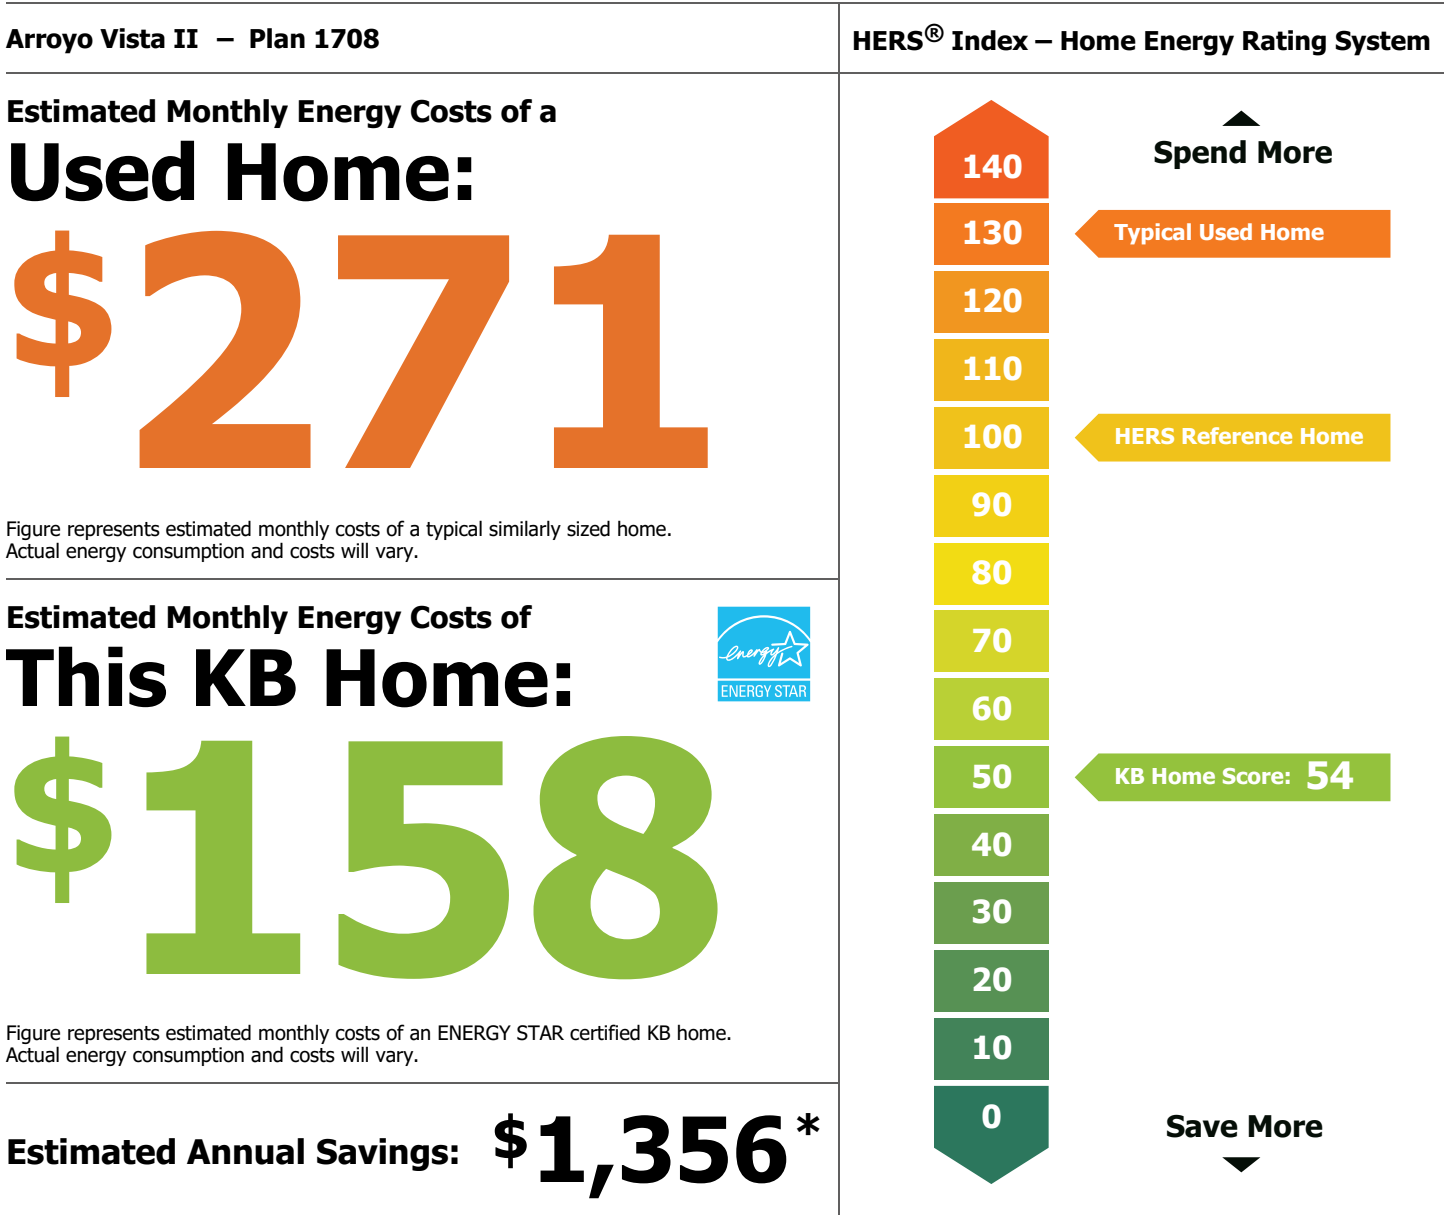 Arroyo Vista II – Plan 1708
Estimated Monthly Energy Costs of a
Used Home:
$271
Figure represents estimated monthly costs of a typical similarly sized home.
Actual energy consumption and costs will vary.
Estimated Monthly Energy Costs of
This KB Home:
energy
ENERGY STAR
$158
Figure represents estimated monthly costs of an ENERGY STAR certified KB home.
Actual energy consumption and costs will vary.
Estimated Annual Savings: $1,356*
HERS® Index – Home Energy Rating System
Spend More
140
130
Typical Used Home
120
110
100
HERS Reference Home
90
80
70
60
50
KB Home Score: 54
40
30
20
10
0
Save More